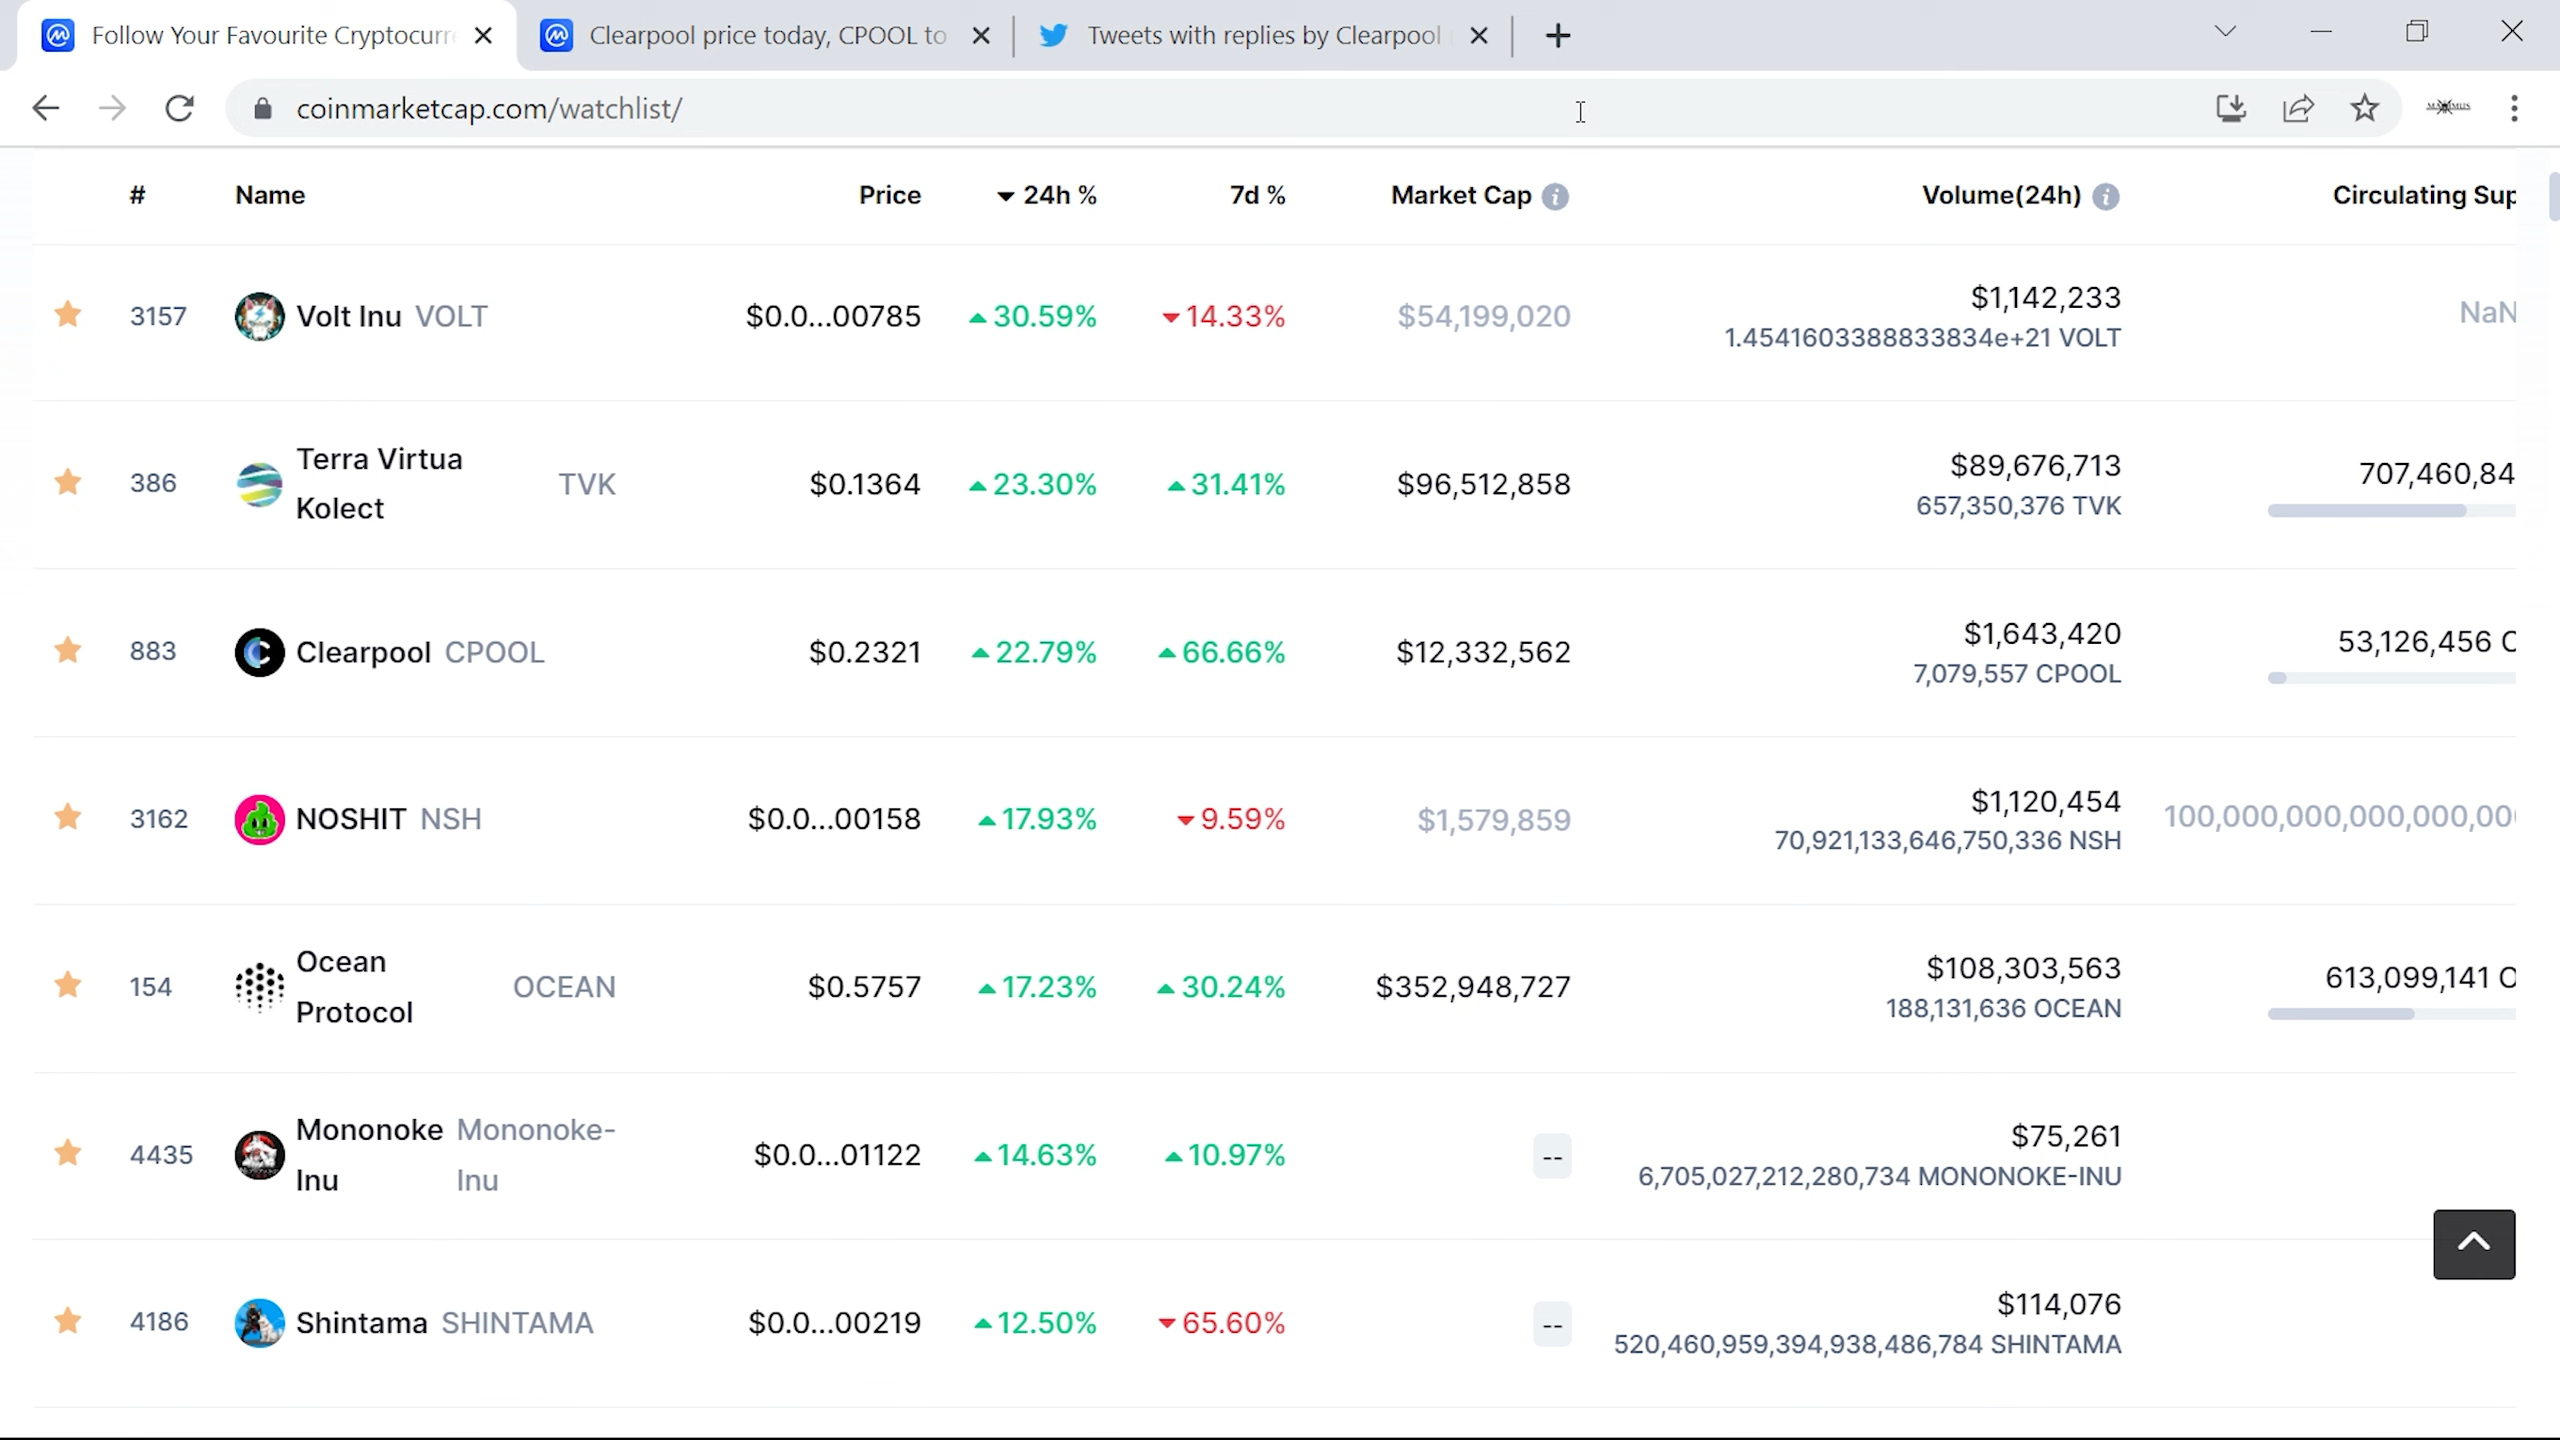 Follow Your Favourite Cryptocurr
Clearpool price today, CPOOL to
Tweets with replies by Clearpool
coinmarketcap.com/watchlist/
# Name Price 24h % 7d % Market Cap Volume(24h) Circulating Sup
3157 Volt Inu VOLT $0.0...00785 30.59% 14.33% $54,199,020 $1,142,233 NaN
1.4541603388833834e+21 VOLT
386 Terra Virtua Kolect TVK $0.1364 23.30% 31.41% $96,512,858 $89,676,713 707,460,84
657,350,376 TVK
883 Clearpool CPOOL $0.2321 22.79% 66.66% $12,332,562 $1,643,420 53,126,456 C
7,079,557 CPOOL
3162 NOSHIT NSH $0.0...00158 17.93% 9.59% $1,579,859 $1,120,454 100,000,000,000,000,00
70,921,133,646,750,336 NSH
154 Ocean Protocol OCEAN $0.5757 17.23% 30.24% $352,948,727 $108,303,563 613,099,141 O
188,131,636 OCEAN
4435 Mononoke Inu Mononoke-Inu $0.0...01122 14.63% 10.97% -- $75,261
6,705,027,212,280,734 MONONOKE-INU
4186 Shintama SHINTAMA $0.0...00219 12.50% 65.60% -- $114,076
520,460,959,394,938,486,784 SHINTAMA